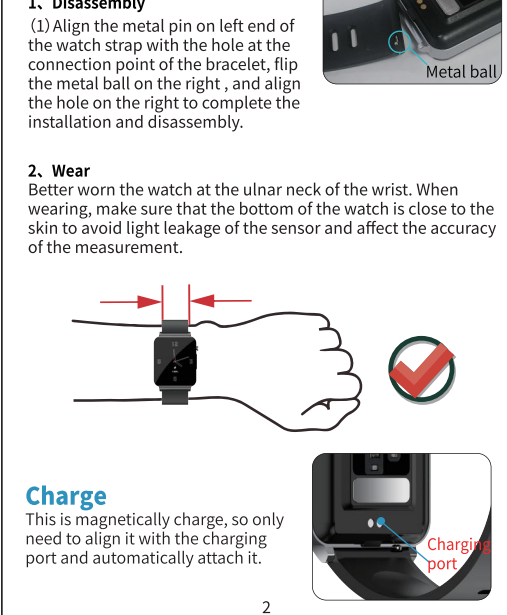 1、Disassembly
（1）Align the metal pin on left end of
the watch strap with the hole at the
connection point of the bracelet, flip
the metal ball on the right , and align
the hole on the right to complete the
installation and disassembly.
Metal ball
2、Wear
Better worn the watch at the ulnar neck of the wrist. When
wearing, make sure that the bottom of the watch is close to the
skin to avoid light leakage of the sensor and affect the accuracy
of the measurement.
Charge
This is magnetically charge, so only
need to align it with the charging
port and automatically attach it.
Charging
port
2